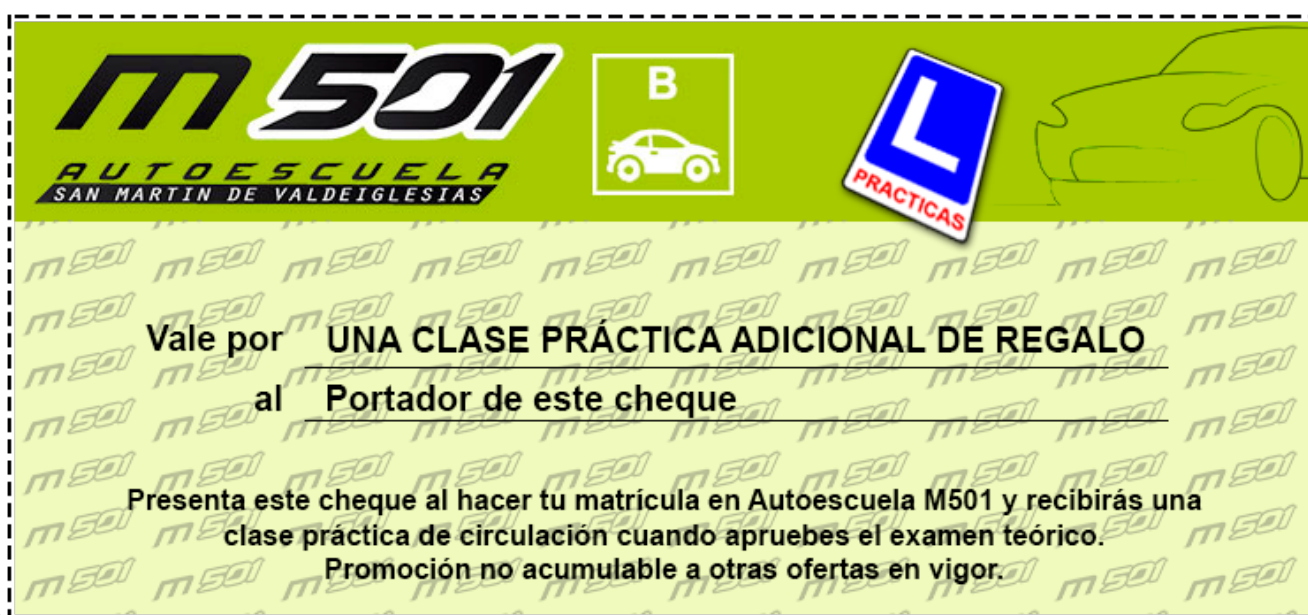 m 501
AUTOESCUELA
SAN MARTIN DE VALDEIGLESIAS
B
L
PRACTICAS
Vale por UNA CLASE PRÁCTICA ADICIONAL DE REGALO
al Portador de este cheque
Presenta este cheque al hacer tu matrícula en Autoescuela M501 y recibirás una
clase práctica de circulación cuando apruebes el examen teórico.
Promoción no acumulable a otras ofertas en vigor.